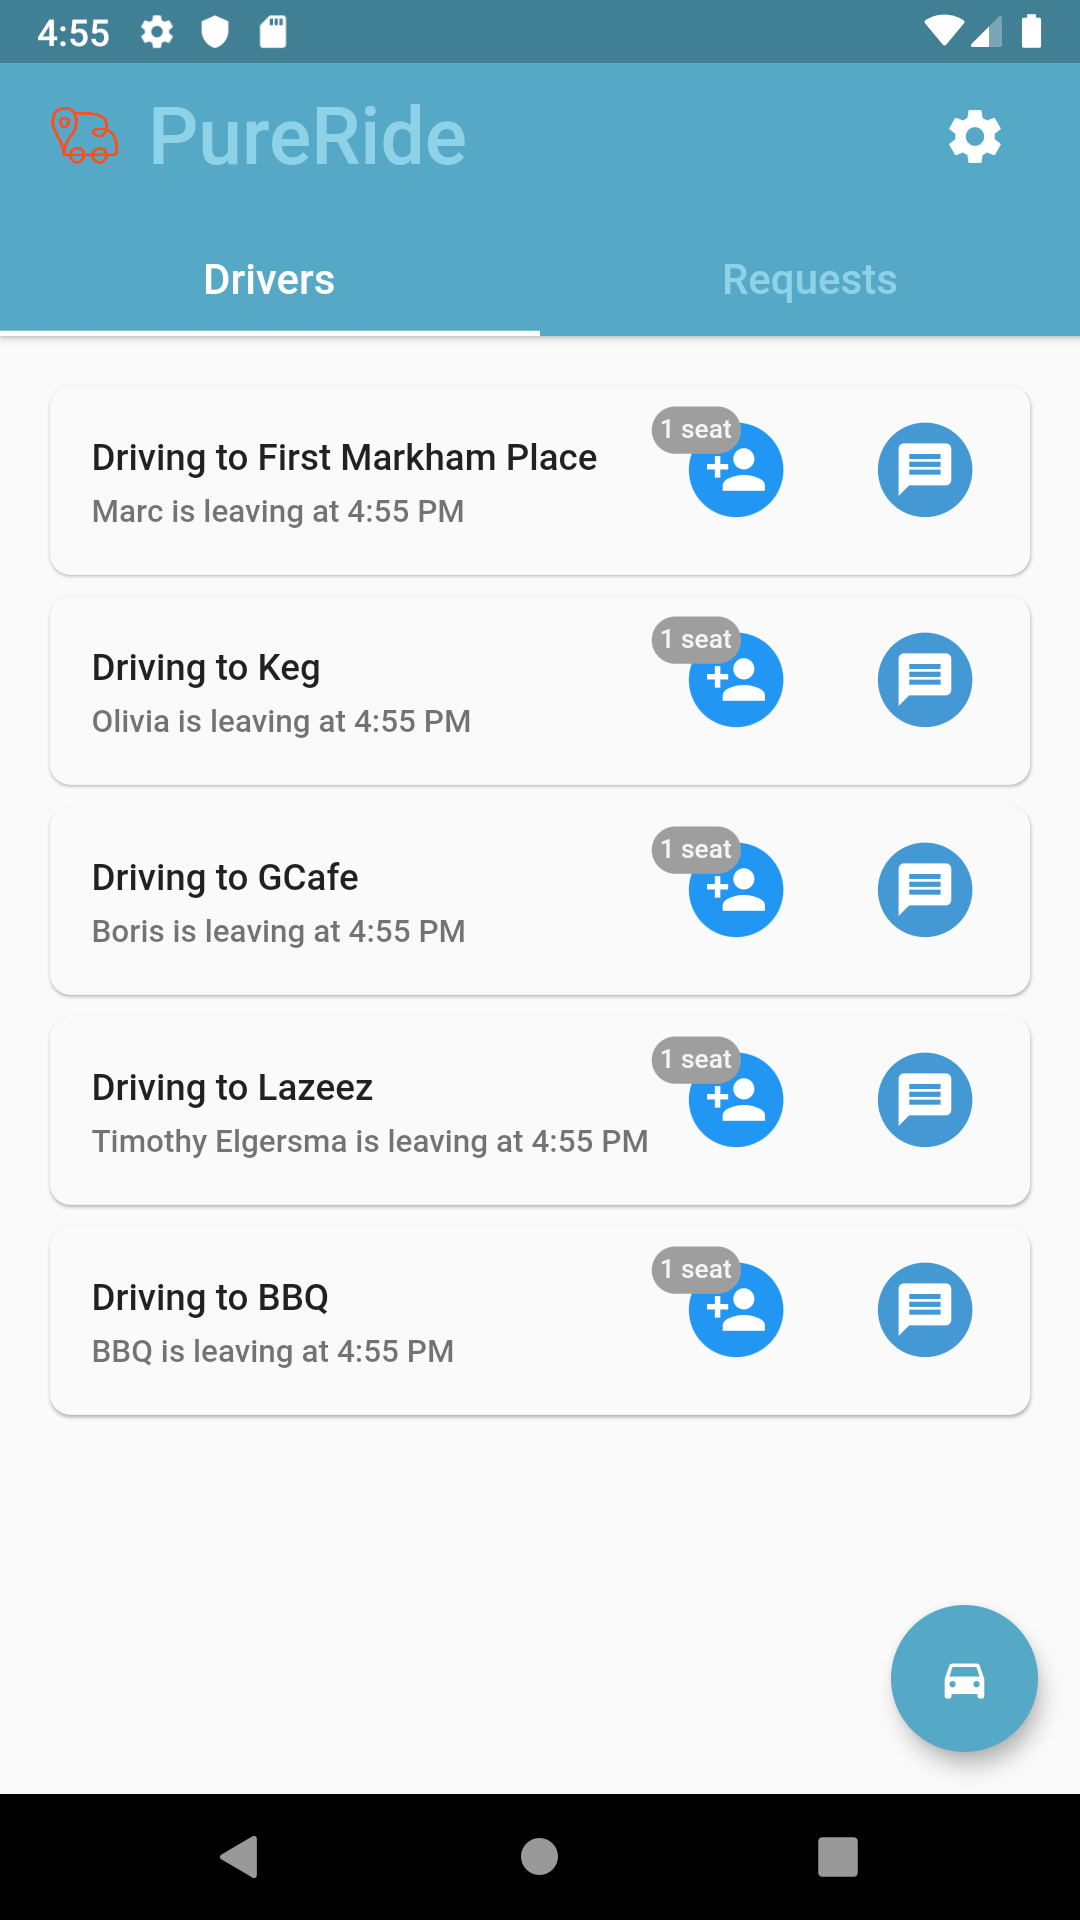 4:55
PureRide
Drivers
Requests
Driving to First Markham Place
1 seat
Marc is leaving at 4:55 PM
Driving to Keg
1 seat
Olivia is leaving at 4:55 PM
Driving to GCafe
1 seat
Boris is leaving at 4:55 PM
Driving to Lazeez
1 seat
Timothy Elgersma is leaving at 4:55 PM
Driving to BBQ
1 seat
BBQ is leaving at 4:55 PM